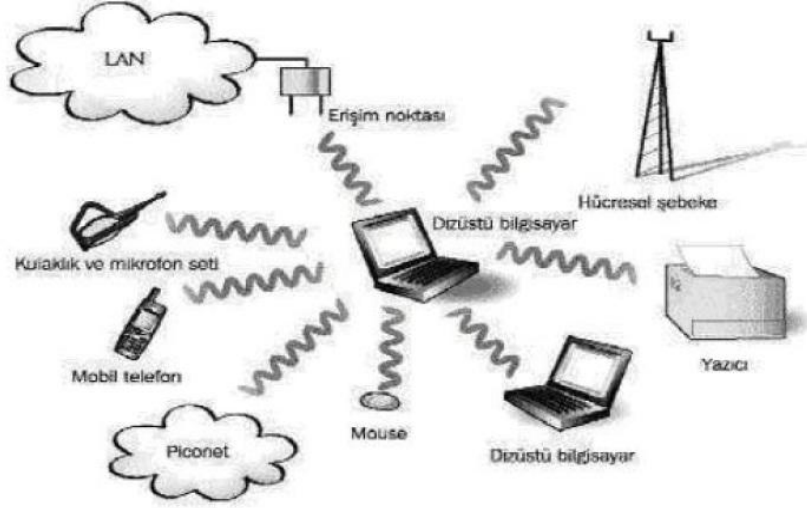 LAN
Erişim noktası
Hücresel şebeke
Dizüstü bilgisayar
Kulaklık ve mikrofon seti
Mobil telefon
Yazıcı
Mouse
Piconet
Dizüstü bilgisayar